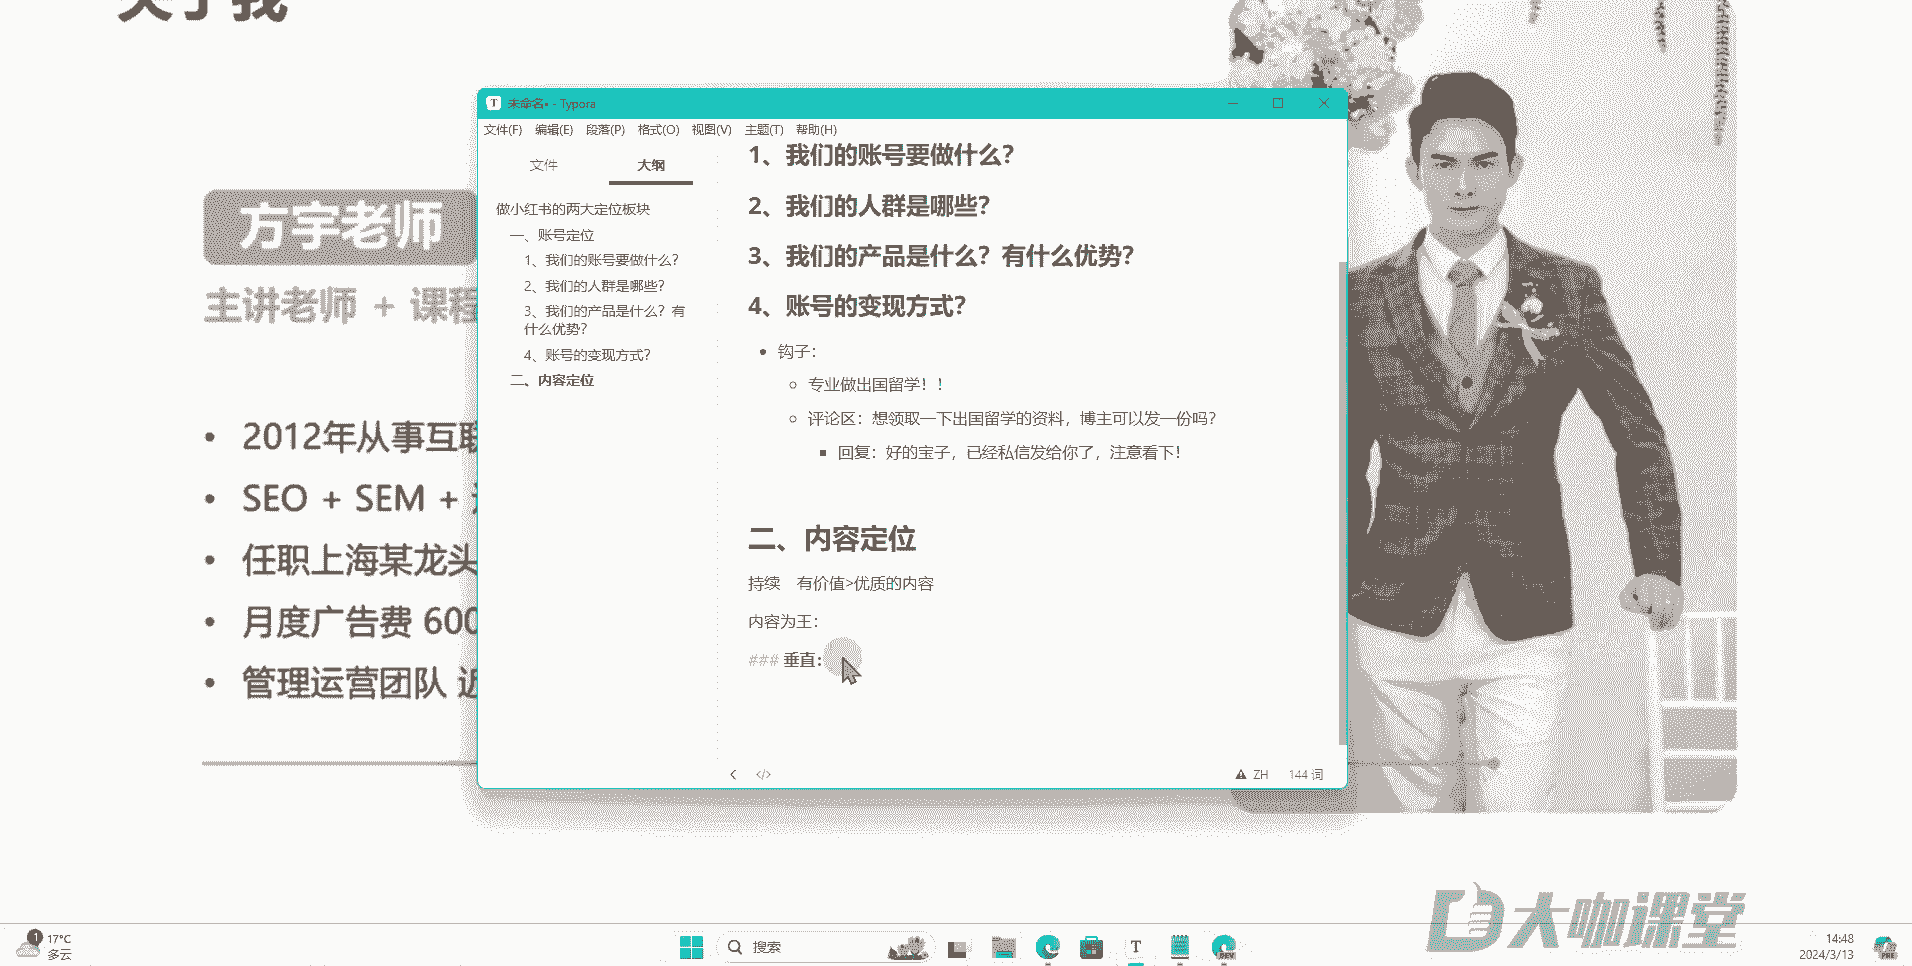 关于我
方宇老师
主讲老师 + 课程
2012年从事互联
SEO + SEM +
任职上海某龙头
月度广告费 600
管理运营团队 近
未命名• - Typora
文件(F) 编辑(E) 段落(P) 格式(O) 视图(V) 主题(T) 帮助(H)
文件 大纲
做小红书的两大定位板块
一、账号定位
1、我们的账号要做什么？
2、我们的人群是哪些？
3、我们的产品是什么？有
什么优势？
4、账号的变现方式？
二、内容定位
1、我们的账号要做什么？
2、我们的人群是哪些？
3、我们的产品是什么？有什么优势？
4、账号的变现方式？
钩子：
专业做出国留学！！
评论区：想领取一下出国留学的资料，博主可以发一份吗？
回复：好的宝子，已经私信发给你了，注意看下！
二、内容定位
持续 有价值>优质的内容
内容为王：
### 垂直：
</> ZH 144 词
大咖课堂
1 17°C
多云
搜索
T
DEV
14:48
2024/3/13
PRE